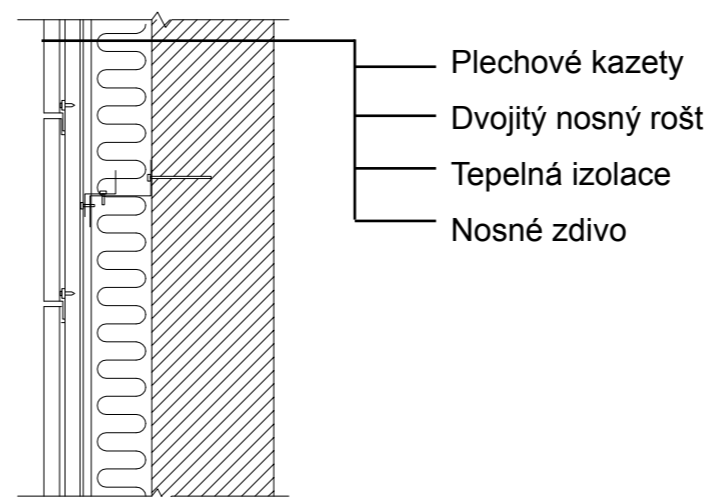 Plechové kazety
Dvojitý nosný rošt
Tepelná izolace
Nosné zdivo